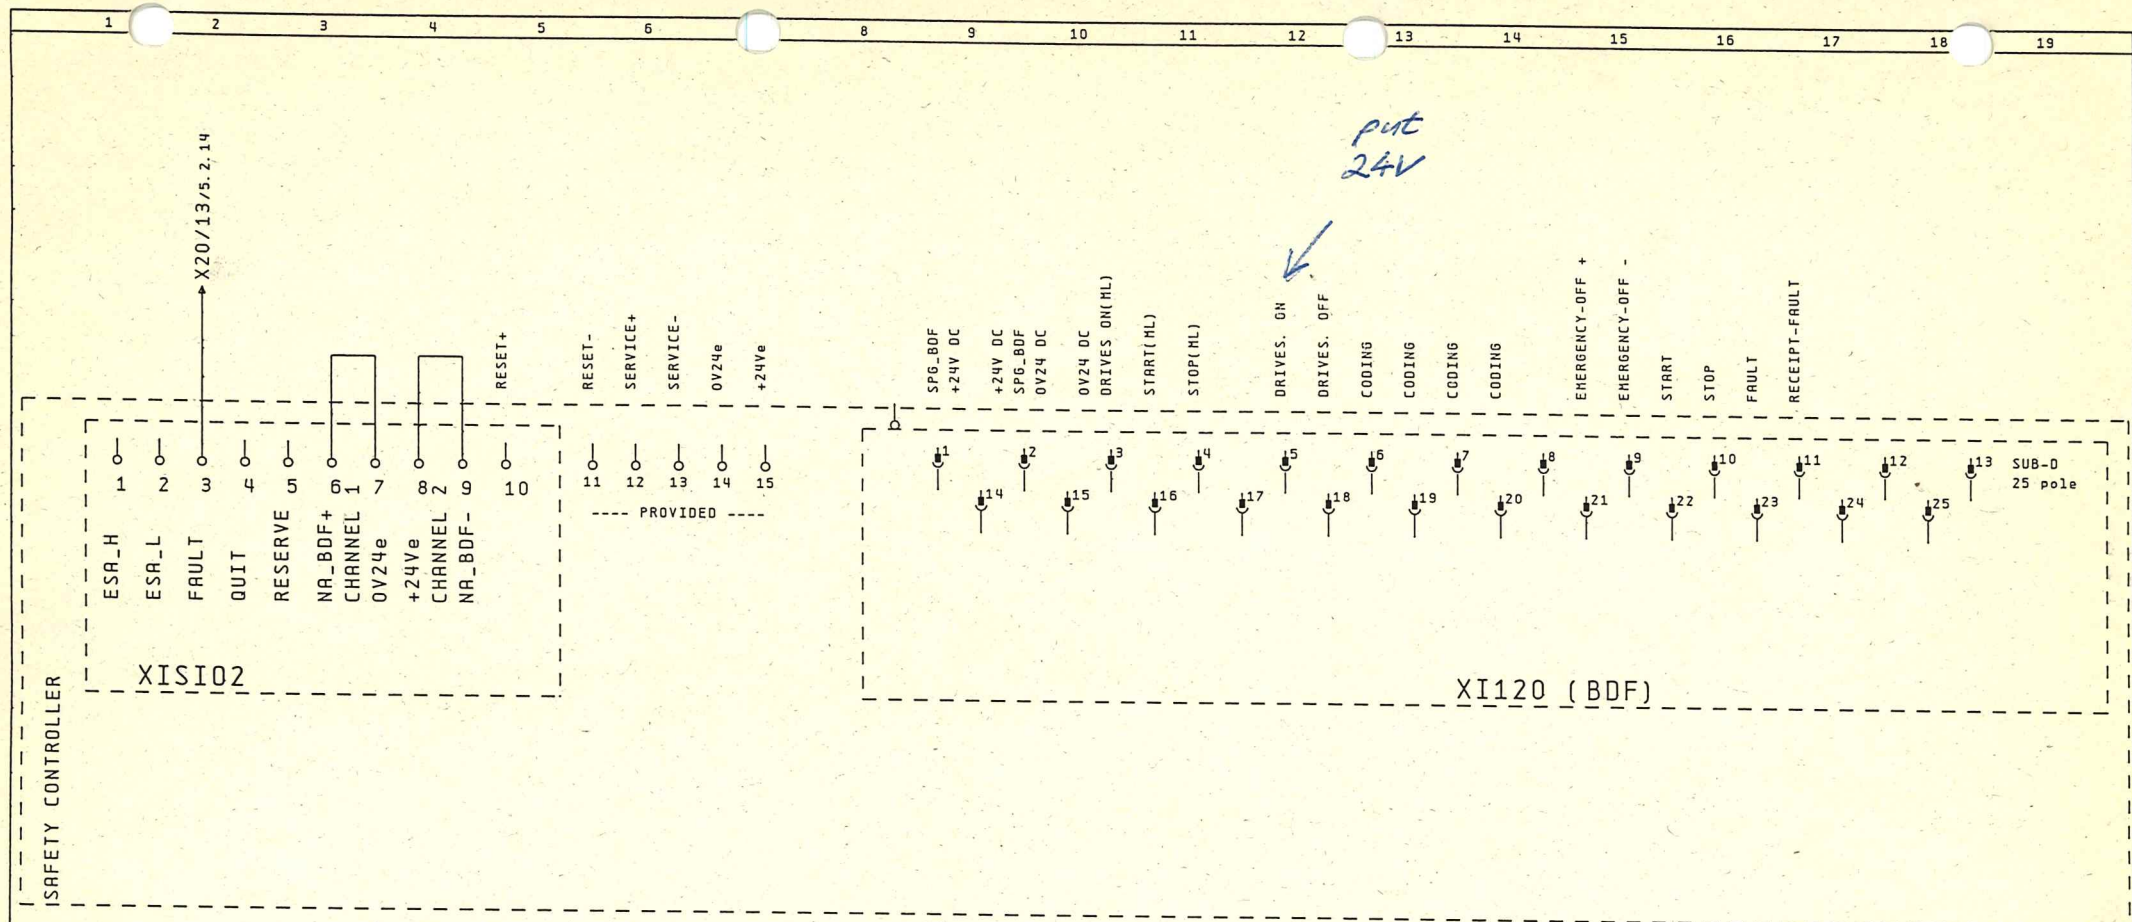 1 2 3 4 5 6 8 9 10 11 12 13 14 15 16 17 18 19
put
24V
X20/13/5.2.14
RESET+
RESET-
SERVICE+
SERVICE-
0V24e
+24Ve
SPG_BDF
+24V DC
+24V DC
SPG_BDF
0V24 DC
0V24 DC
DRIVES ON(ML)
START(ML)
STOP(ML)
DRIVES. ON
DRIVES. OFF
CODING
CODING
CODING
CODING
EMERGENCY-OFF +
EMERGENCY-OFF -
START
STOP
FAULT
RECEIPT-FAULT
1 2 3 4 5 6 7 8 9 10
11 12 13 14 15
---- PROVIDED ----
ESA_H
ESA_L
FAULT
QUIT
RESERVE
NA_BDF+
CHANNEL 1
0V24e
+24Ve
CHANNEL 2
NA_BDF-
XISIO2
1 2 3 4 5 6 7 8 9 10 11 12 13
14 15 16 17 18 19 20 21 22 23 24 25
SUB-D
25 pole
XI120 (BDF)
SAFETY CONTROLLER